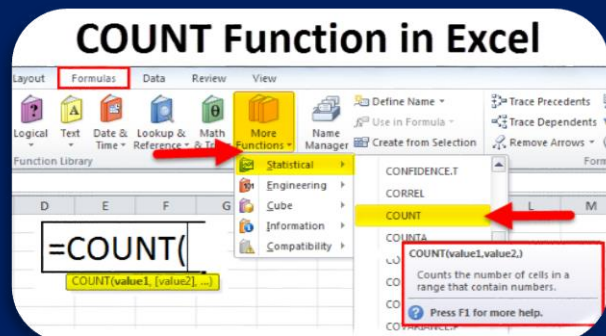 COUNT Function in Excel
Layout Formulas Data Review View
Logical Text Date & Time Lookup & Reference Math & More Functions Name Manager
Define Name
Use in Formula
Create from Selection
Trace Precedents
Trace Dependents
Remove Arrows
Function Library
Statistical
Engineering
Cube
Information
Compatibility
CONFIDENCE.T
CORREL
COUNT
COUNTA
D E F G L M
=COUNT(
COUNT(value1, [value2], ...)
COUNT(value1,value2,)
Counts the number of cells in a
range that contain numbers.
Press F1 for more help.